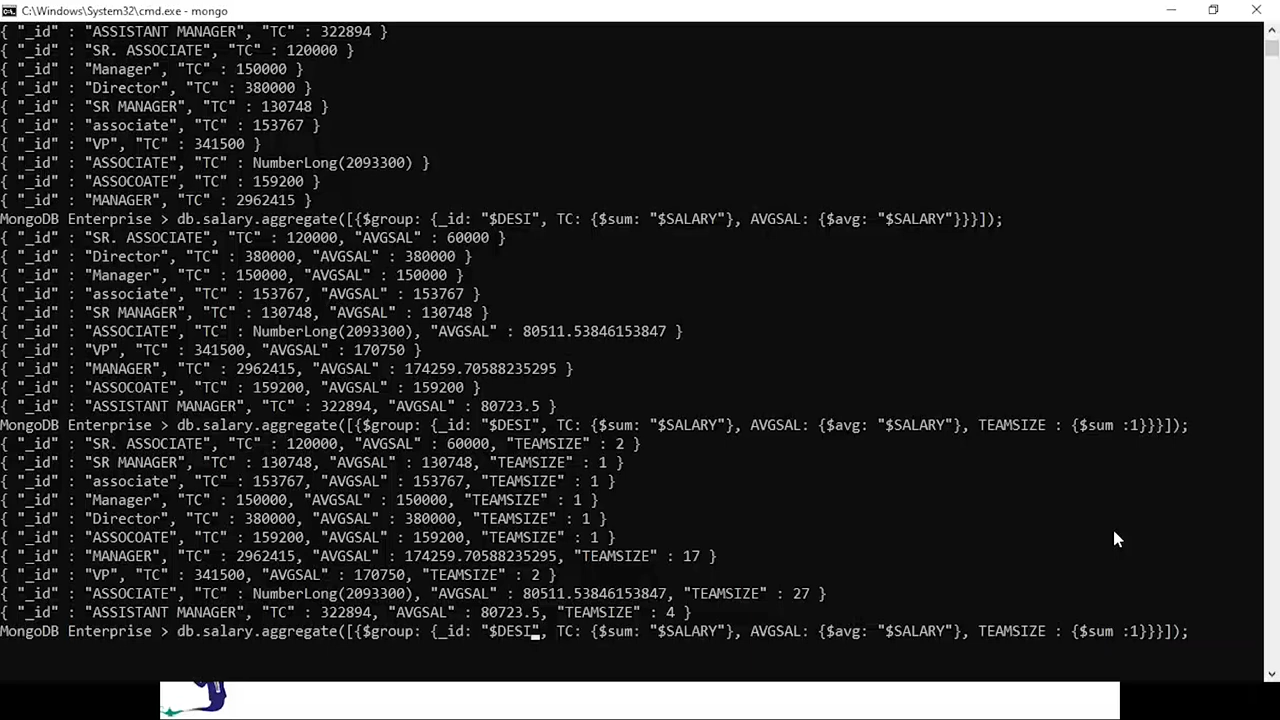 C:\Windows\System32\cmd.exe - mongo
{ "_id" : "ASSISTANT MANAGER", "TC" : 322894 }
{ "_id" : "SR. ASSOCIATE", "TC" : 120000 }
{ "_id" : "Manager", "TC" : 150000 }
{ "_id" : "Director", "TC" : 380000 }
{ "_id" : "SR MANAGER", "TC" : 130748 }
{ "_id" : "associate", "TC" : 153767 }
{ "_id" : "VP", "TC" : 341500 }
{ "_id" : "ASSOCIATE", "TC" : NumberLong(2093300) }
{ "_id" : "ASSOCOATE", "TC" : 159200 }
{ "_id" : "MANAGER", "TC" : 2962415 }
MongoDB Enterprise > db.salary.aggregate([{$group: {_id: "$DESI", TC: {$sum: "$SALARY"}, AVGSAL: {$avg: "$SALARY"}}}]);
{ "_id" : "SR. ASSOCIATE", "TC" : 120000, "AVGSAL" : 60000 }
{ "_id" : "Director", "TC" : 380000, "AVGSAL" : 380000 }
{ "_id" : "Manager", "TC" : 150000, "AVGSAL" : 150000 }
{ "_id" : "associate", "TC" : 153767, "AVGSAL" : 153767 }
{ "_id" : "SR MANAGER", "TC" : 130748, "AVGSAL" : 130748 }
{ "_id" : "ASSOCIATE", "TC" : NumberLong(2093300), "AVGSAL" : 80511.53846153847 }
{ "_id" : "VP", "TC" : 341500, "AVGSAL" : 170750 }
{ "_id" : "MANAGER", "TC" : 2962415, "AVGSAL" : 174259.70588235295 }
{ "_id" : "ASSOCOATE", "TC" : 159200, "AVGSAL" : 159200 }
{ "_id" : "ASSISTANT MANAGER", "TC" : 322894, "AVGSAL" : 80723.5 }
MongoDB Enterprise > db.salary.aggregate([{$group: {_id: "$DESI", TC: {$sum: "$SALARY"}, AVGSAL: {$avg: "$SALARY"}, TEAMSIZE : {$sum :1}}}]);
{ "_id" : "SR. ASSOCIATE", "TC" : 120000, "AVGSAL" : 60000, "TEAMSIZE" : 2 }
{ "_id" : "SR MANAGER", "TC" : 130748, "AVGSAL" : 130748, "TEAMSIZE" : 1 }
{ "_id" : "associate", "TC" : 153767, "AVGSAL" : 153767, "TEAMSIZE" : 1 }
{ "_id" : "Manager", "TC" : 150000, "AVGSAL" : 150000, "TEAMSIZE" : 1 }
{ "_id" : "Director", "TC" : 380000, "AVGSAL" : 380000, "TEAMSIZE" : 1 }
{ "_id" : "ASSOCOATE", "TC" : 159200, "AVGSAL" : 159200, "TEAMSIZE" : 1 }
{ "_id" : "MANAGER", "TC" : 2962415, "AVGSAL" : 174259.70588235295, "TEAMSIZE" : 17 }
{ "_id" : "VP", "TC" : 341500, "AVGSAL" : 170750, "TEAMSIZE" : 2 }
{ "_id" : "ASSOCIATE", "TC" : NumberLong(2093300), "AVGSAL" : 80511.53846153847, "TEAMSIZE" : 27 }
{ "_id" : "ASSISTANT MANAGER", "TC" : 322894, "AVGSAL" : 80723.5, "TEAMSIZE" : 4 }
MongoDB Enterprise > db.salary.aggregate([{$group: {_id: "$DESI", TC: {$sum: "$SALARY"}, AVGSAL: {$avg: "$SALARY"}, TEAMSIZE : {$sum :1}}}]);